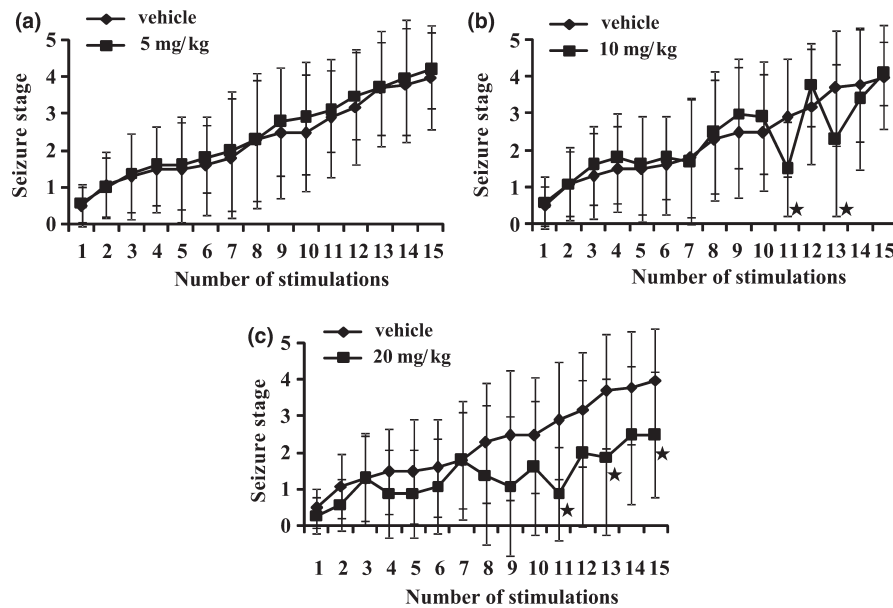 (a)
vehicle
5 mg/kg
Seizure stage
5
4
3
2
1
0
1 2 3 4 5 6 7 8 9 10 11 12 13 14 15
Number of stimulations
(b)
vehicle
10 mg/kg
Seizure stage
5
4
3
2
1
0
1 2 3 4 5 6 7 8 9 10 11 12 13 14 15
Number of stimulations
(c)
vehicle
20 mg/kg
Seizure stage
5
4
3
2
1
0
1 2 3 4 5 6 7 8 9 10 11 12 13 14 15
Number of stimulations